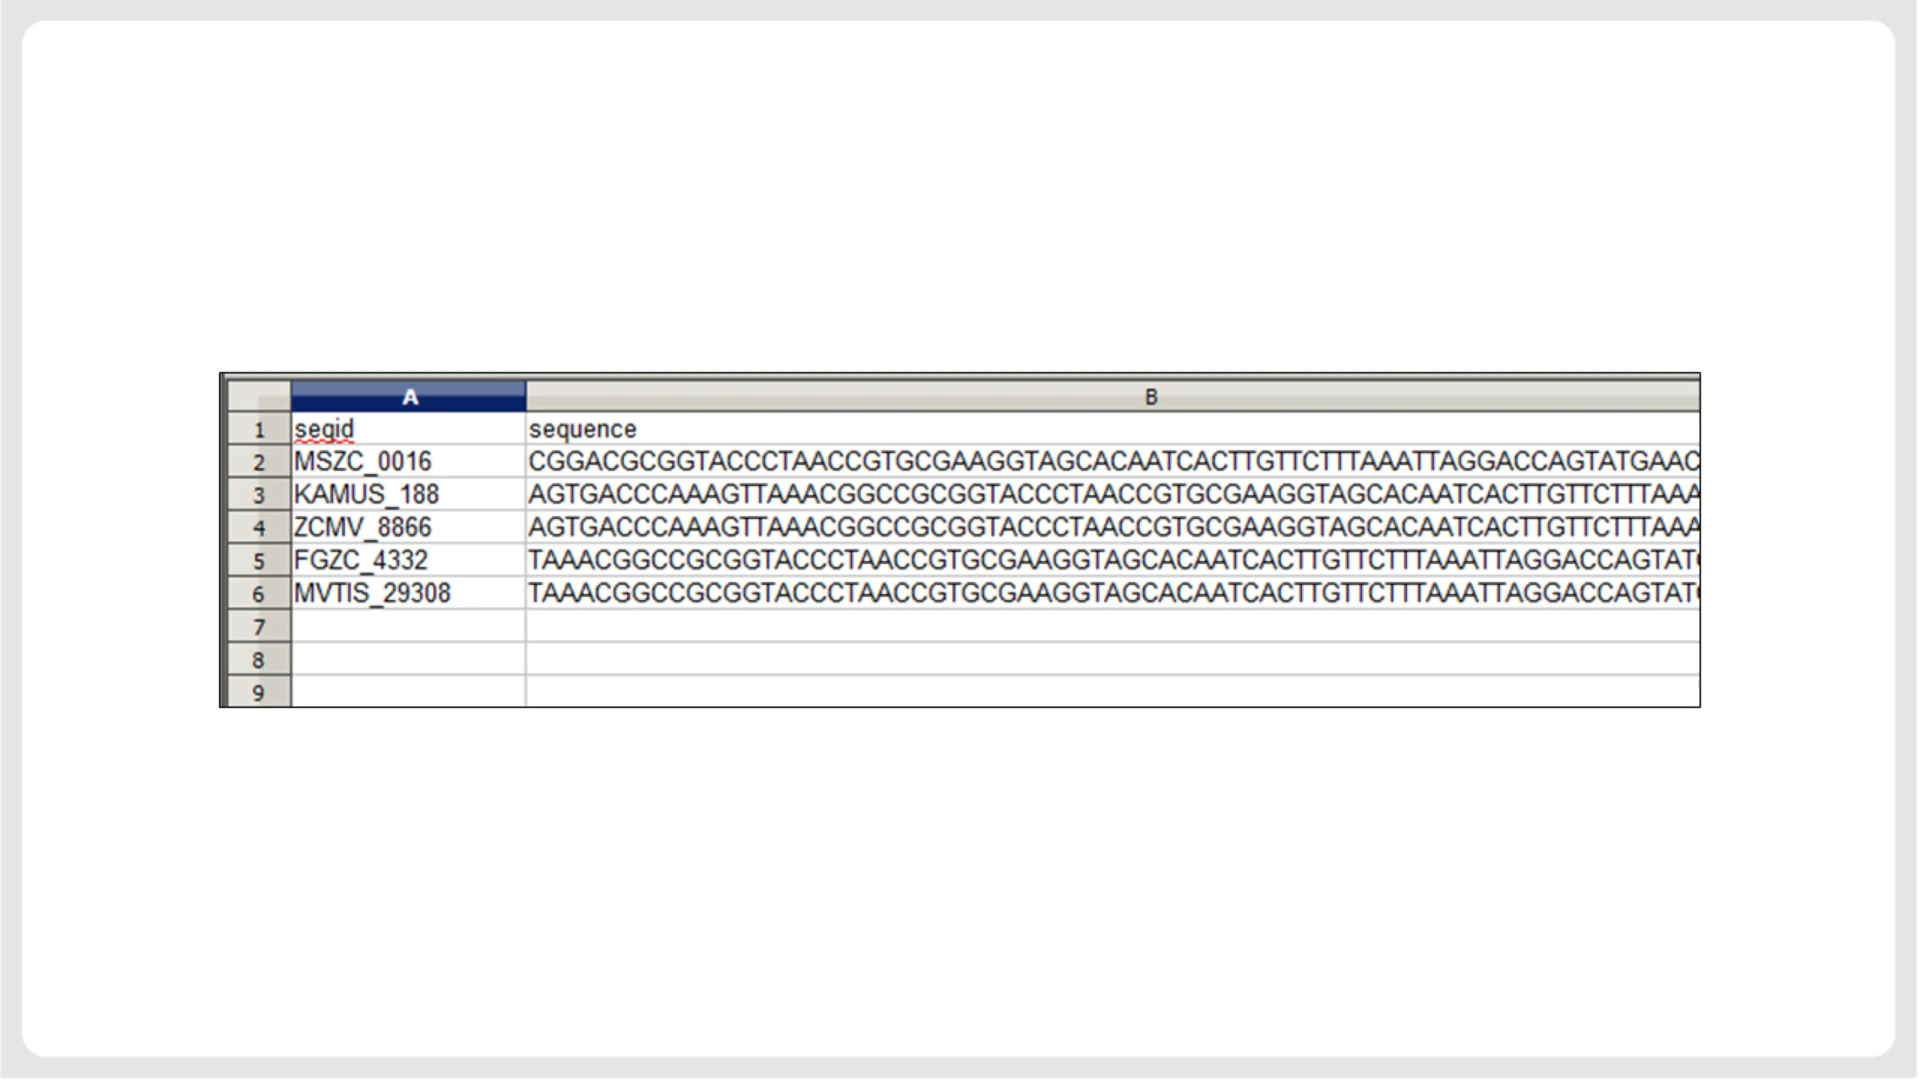 A B
1 seqid sequence
2 MSZC_0016 CGGACGCGGTACCCTAACCGTGCGAAGGTAGCACAATCACTTGTTCTTTAAATTAGGACCAGTATGAAC
3 KAMUS_188 AGTGACCCAAAGTTAAACGGCCGCGGTACCCTAACCGTGCGAAGGTAGCACAATCACTTGTTCTTTAAA
4 ZCMV_8866 AGTGACCCAAAGTTAAACGGCCGCGGTACCCTAACCGTGCGAAGGTAGCACAATCACTTGTTCTTTAAA
5 FGZC_4332 TAAACGGCCGCGGTACCCTAACCGTGCGAAGGTAGCACAATCACTTGTTCTTTAAATTAGGACCAGTAT
6 MVTIS_29308 TAAACGGCCGCGGTACCCTAACCGTGCGAAGGTAGCACAATCACTTGTTCTTTAAATTAGGACCAGTAT
7
8
9